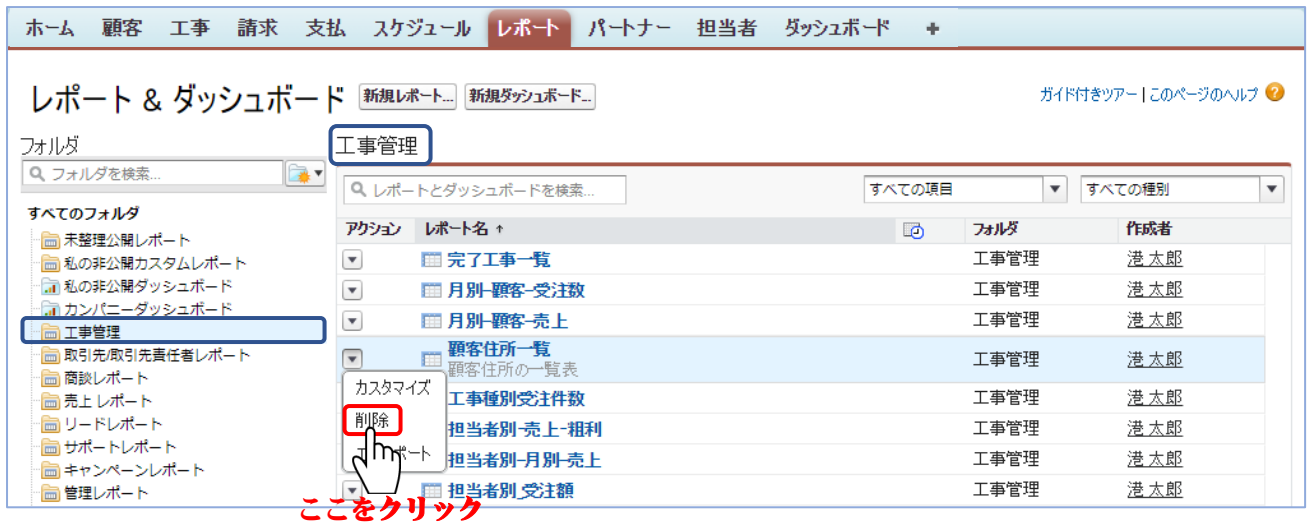 ホーム 顧客 工事 請求 支払 スケジュール レポート パートナー 担当者 ダッシュボード +
レポート & ダッシュボード 新規レポート... 新規ダッシュボード...
ガイド付きツアー | このページのヘルプ ?
フォルダ
フォルダを検索...
すべてのフォルダ
未整理公開レポート
私の非公開カスタムレポート
私の非公開ダッシュボード
カンパニーダッシュボード
工事管理
取引先/取引先責任者レポート
商談レポート
売上 レポート
リードレポート
サポートレポート
キャンペーンレポート
管理レポート
工事管理
レポートとダッシュボードを検索...
すべての項目
すべての種別
アクション レポート名 ↑ フォルダ 作成者
完了工事一覧 工事管理 港 太郎
月別-顧客-受注数 工事管理 港 太郎
月別-顧客-売上 工事管理 港 太郎
顧客住所一覧 工事管理 港 太郎
顧客住所の一覧表
工事種別受注件数 工事管理 港 太郎
担当者別-売上-粗利 工事管理 港 太郎
担当者別-月別-売上 工事管理 港 太郎
担当者別_受注額 工事管理 港 太郎
カスタマイズ
削除
ここをクリック